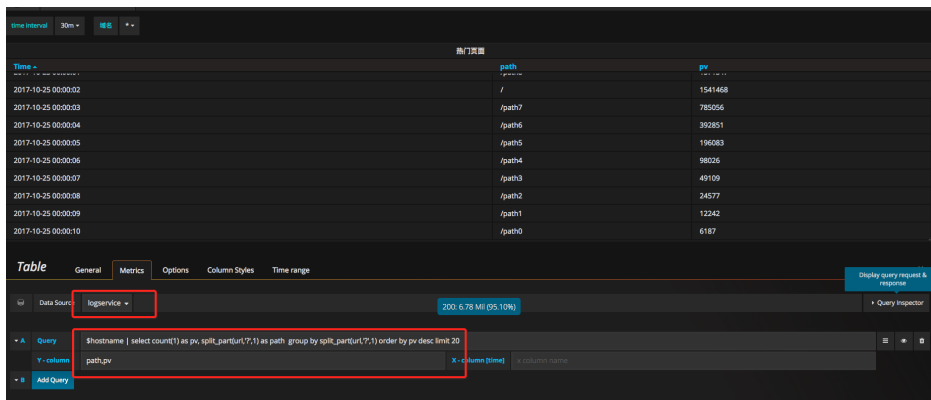 time interval 30m 域名 *
热门页面
Time path pv
2017-10-25 00:00:02 / 1541468
2017-10-25 00:00:03 /path7 785056
2017-10-25 00:00:04 /path6 392851
2017-10-25 00:00:05 /path5 196083
2017-10-25 00:00:06 /path4 98026
2017-10-25 00:00:07 /path3 49109
2017-10-25 00:00:08 /path2 24577
2017-10-25 00:00:09 /path1 12242
2017-10-25 00:00:10 /path0 6187
Table General Metrics Options Column Styles Time range
Display query request &
response
Data Source logservice 200: 6.78 Mil (95.10%) Query Inspector
A Query $hostname | select count(1) as pv, split_part(url,'?',1) as path group by split_part(url,'?',1) order by pv desc limit 20
Y - column path,pv X - column [time] x column name
B Add Query